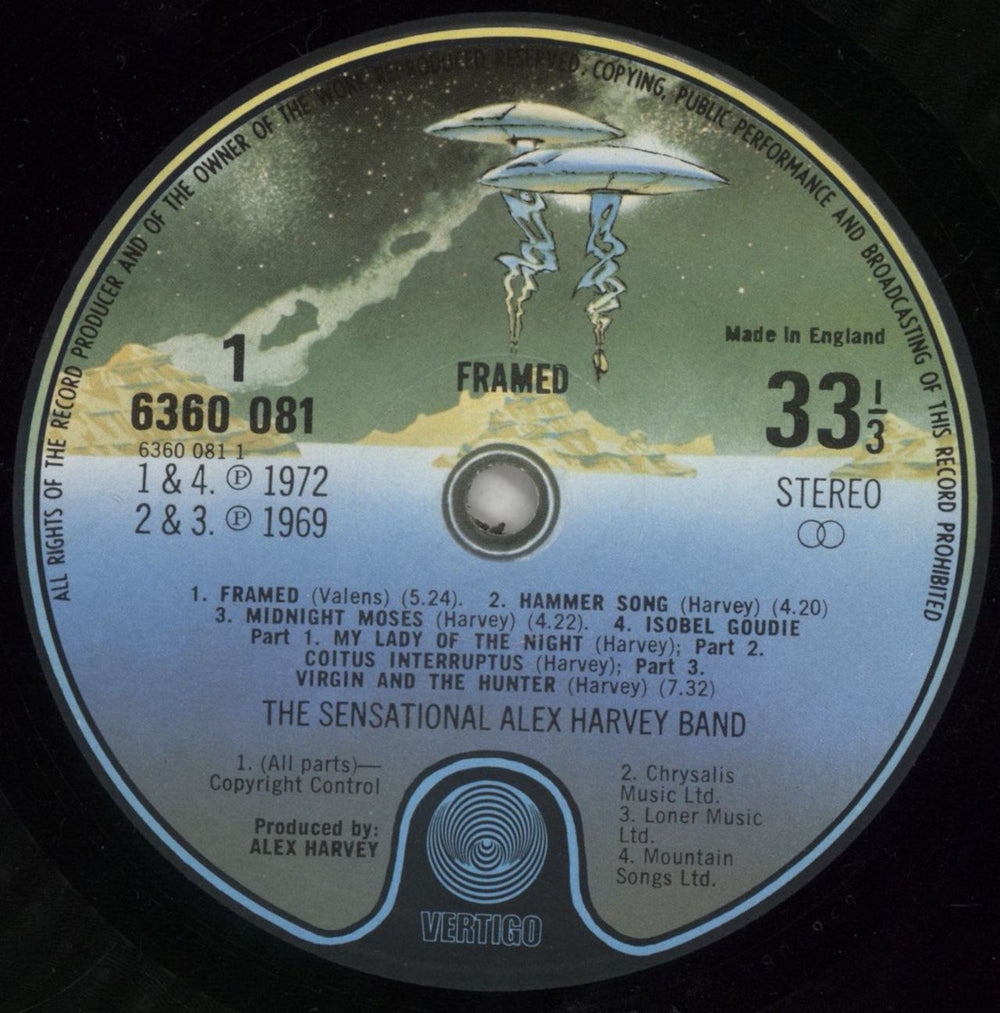 ALL RIGHTS OF THE RECORD PRODUCER AND OF THE OWNER OF THE WORK REPRODUCED RESERVED. COPYING, PUBLIC PERFORMANCE AND BROADCASTING OF THIS RECORD PROHIBITED
Made in England
1
FRAMED
6360 081
33 1/3
6360 081 1
1 & 4. ℗ 1972
STEREO
2 & 3. ℗ 1969
1. FRAMED (Valens) (5.24). 2. HAMMER SONG (Harvey) (4.20)
3. MIDNIGHT MOSES (Harvey) (4.22). 4. ISOBEL GOUDIE
Part 1. MY LADY OF THE NIGHT (Harvey); Part 2.
COITUS INTERRUPTUS (Harvey); Part 3.
VIRGIN AND THE HUNTER (Harvey) (7.32)
THE SENSATIONAL ALEX HARVEY BAND
1. (All parts)—
Copyright Control
Produced by:
ALEX HARVEY
2. Chrysalis
Music Ltd.
3. Loner Music
Ltd.
4. Mountain
Songs Ltd.
VERTIGO